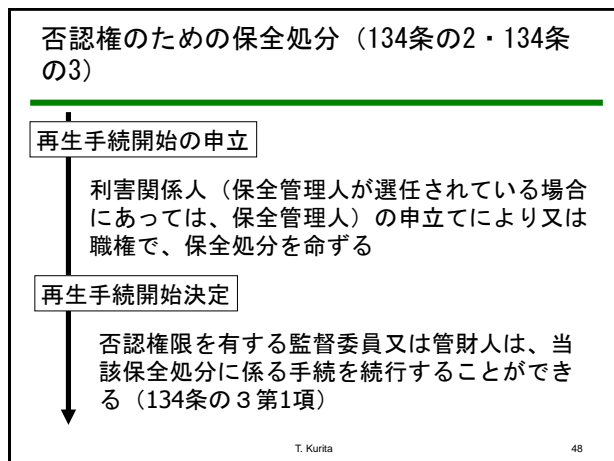 否認権のための保全処分（134条の2・134条
の3）
再生手続開始の申立
利害関係人（保全管理人が選任されている場合
にあっては、保全管理人）の申立てにより又は
職権で、保全処分を命ずる
再生手続開始決定
否認権限を有する監督委員又は管財人は、当
該保全処分に係る手続を続行することができ
る（134条の３第1項）
T. Kurita
48